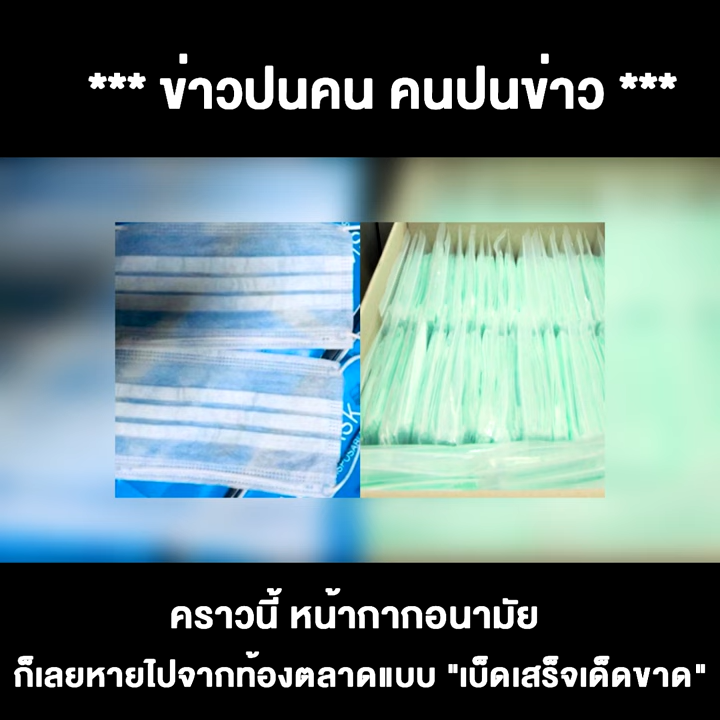 *** ข่าวปนคน คนปนข่าว ***
คราวนี้ หน้ากากอนามัย
ก็เลยหายไปจากท้องตลาดแบบ "เบ็ดเสร็จเด็ดขาด"